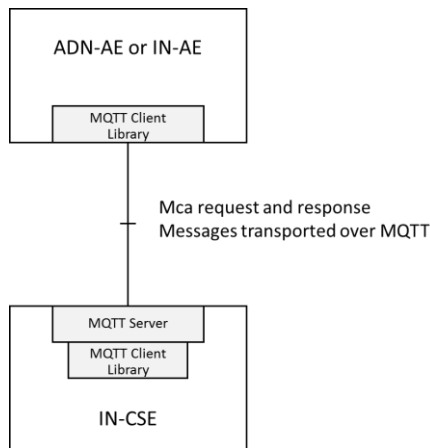 ADN-AE or IN-AE
MQTT Client
Library
Mca request and response
Messages transported over MQTT
MQTT Server
MQTT Client
Library
IN-CSE